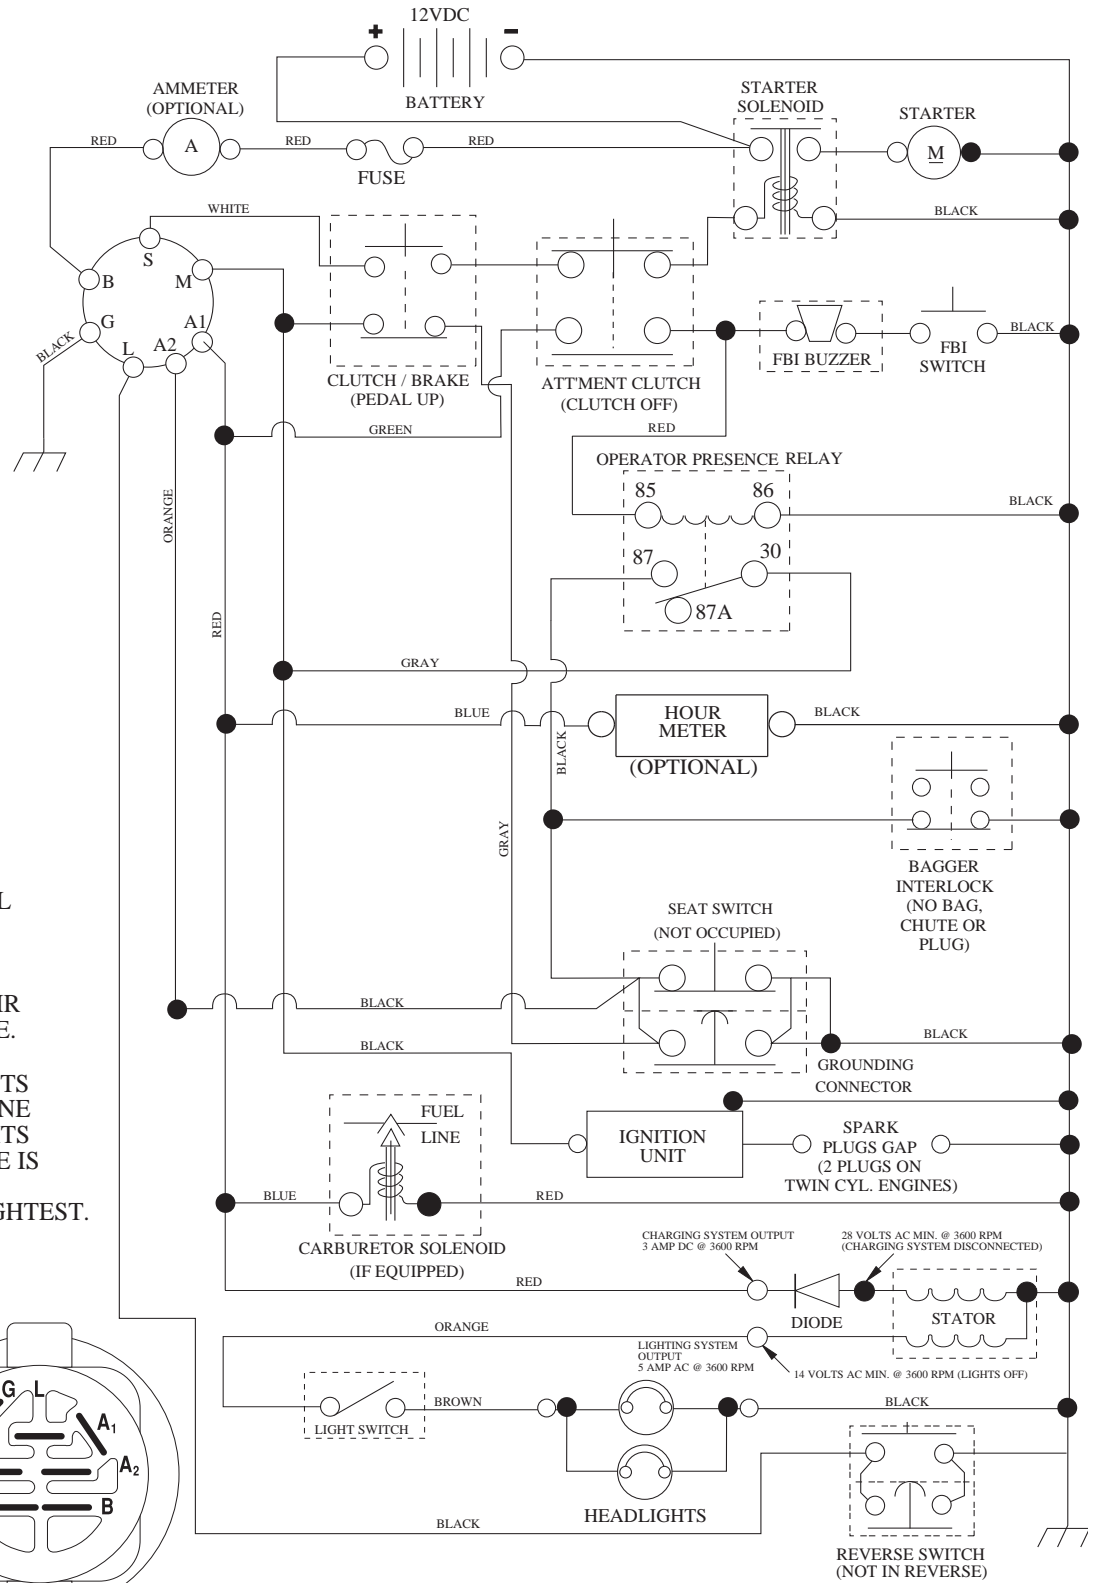 12VDC
+
-
BATTERY
AMMETER
(OPTIONAL)
A
RED
RED
FUSE
RED
STARTER
SOLENOID
STARTER
M
BLACK
WHITE
S
B
M
G
A1
L
A2
BLACK
CLUTCH / BRAKE
(PEDAL UP)
ATT'MENT CLUTCH
(CLUTCH OFF)
FBI BUZZER
FBI
SWITCH
BLACK
GREEN
RED
ORANGE
OPERATOR PRESENCE RELAY
85
86
87
30
87A
BLACK
RED
GRAY
BLUE
HOUR
METER
(OPTIONAL)
BLACK
BLACK
GRAY
BAGGER
INTERLOCK
(NO BAG,
CHUTE OR
PLUG)
SEAT SWITCH
(NOT OCCUPIED)
BLACK
BLACK
BLACK
GROUNDING
CONNECTOR
L
IR
E.
TS
NE
TS
E IS
GHTEST.
FUEL
LINE
BLUE
RED
CARBURETOR SOLENOID
(IF EQUIPPED)
IGNITION
UNIT
SPARK
PLUGS GAP
(2 PLUGS ON
TWIN CYL. ENGINES)
CHARGING SYSTEM OUTPUT
3 AMP DC @ 3600 RPM
28 VOLTS AC MIN. @ 3600 RPM
(CHARGING SYSTEM DISCONNECTED)
RED
DIODE
STATOR
ORANGE
LIGHTING SYSTEM
OUTPUT
5 AMP AC @ 3600 RPM
14 VOLTS AC MIN. @ 3600 RPM (LIGHTS OFF)
LIGHT SWITCH
BROWN
BLACK
HEADLIGHTS
BLACK
REVERSE SWITCH
(NOT IN REVERSE)
G
L
A1
A2
B